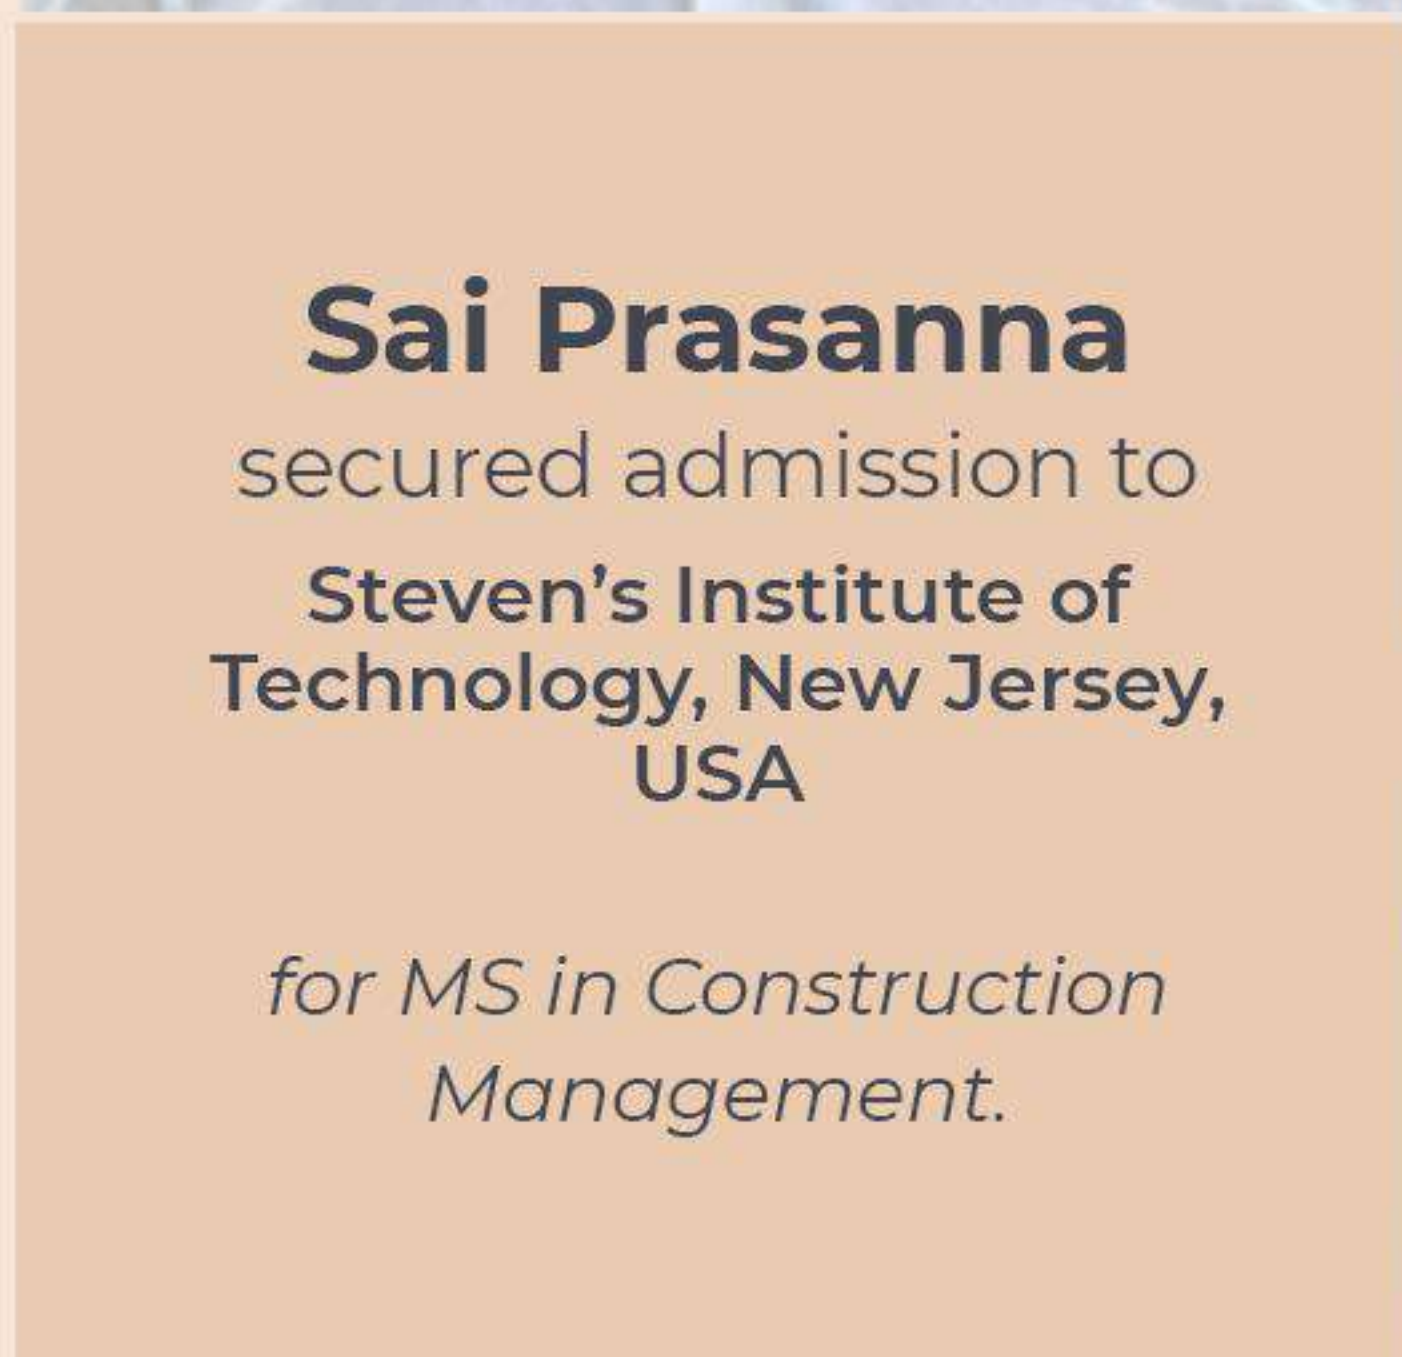 Sai Prasanna
secured admission to
Steven’s Institute of
Technology, New Jersey,
USA
for MS in Construction
Management.